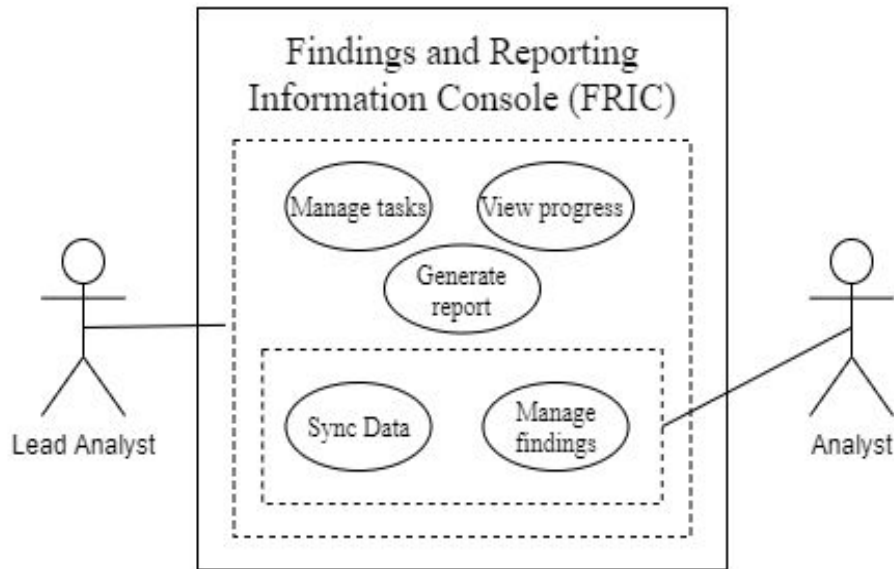 Findings and Reporting
Information Console (FRIC)
Manage tasks
View progress
Generate
report
Sync Data
Manage
findings
Lead Analyst
Analyst